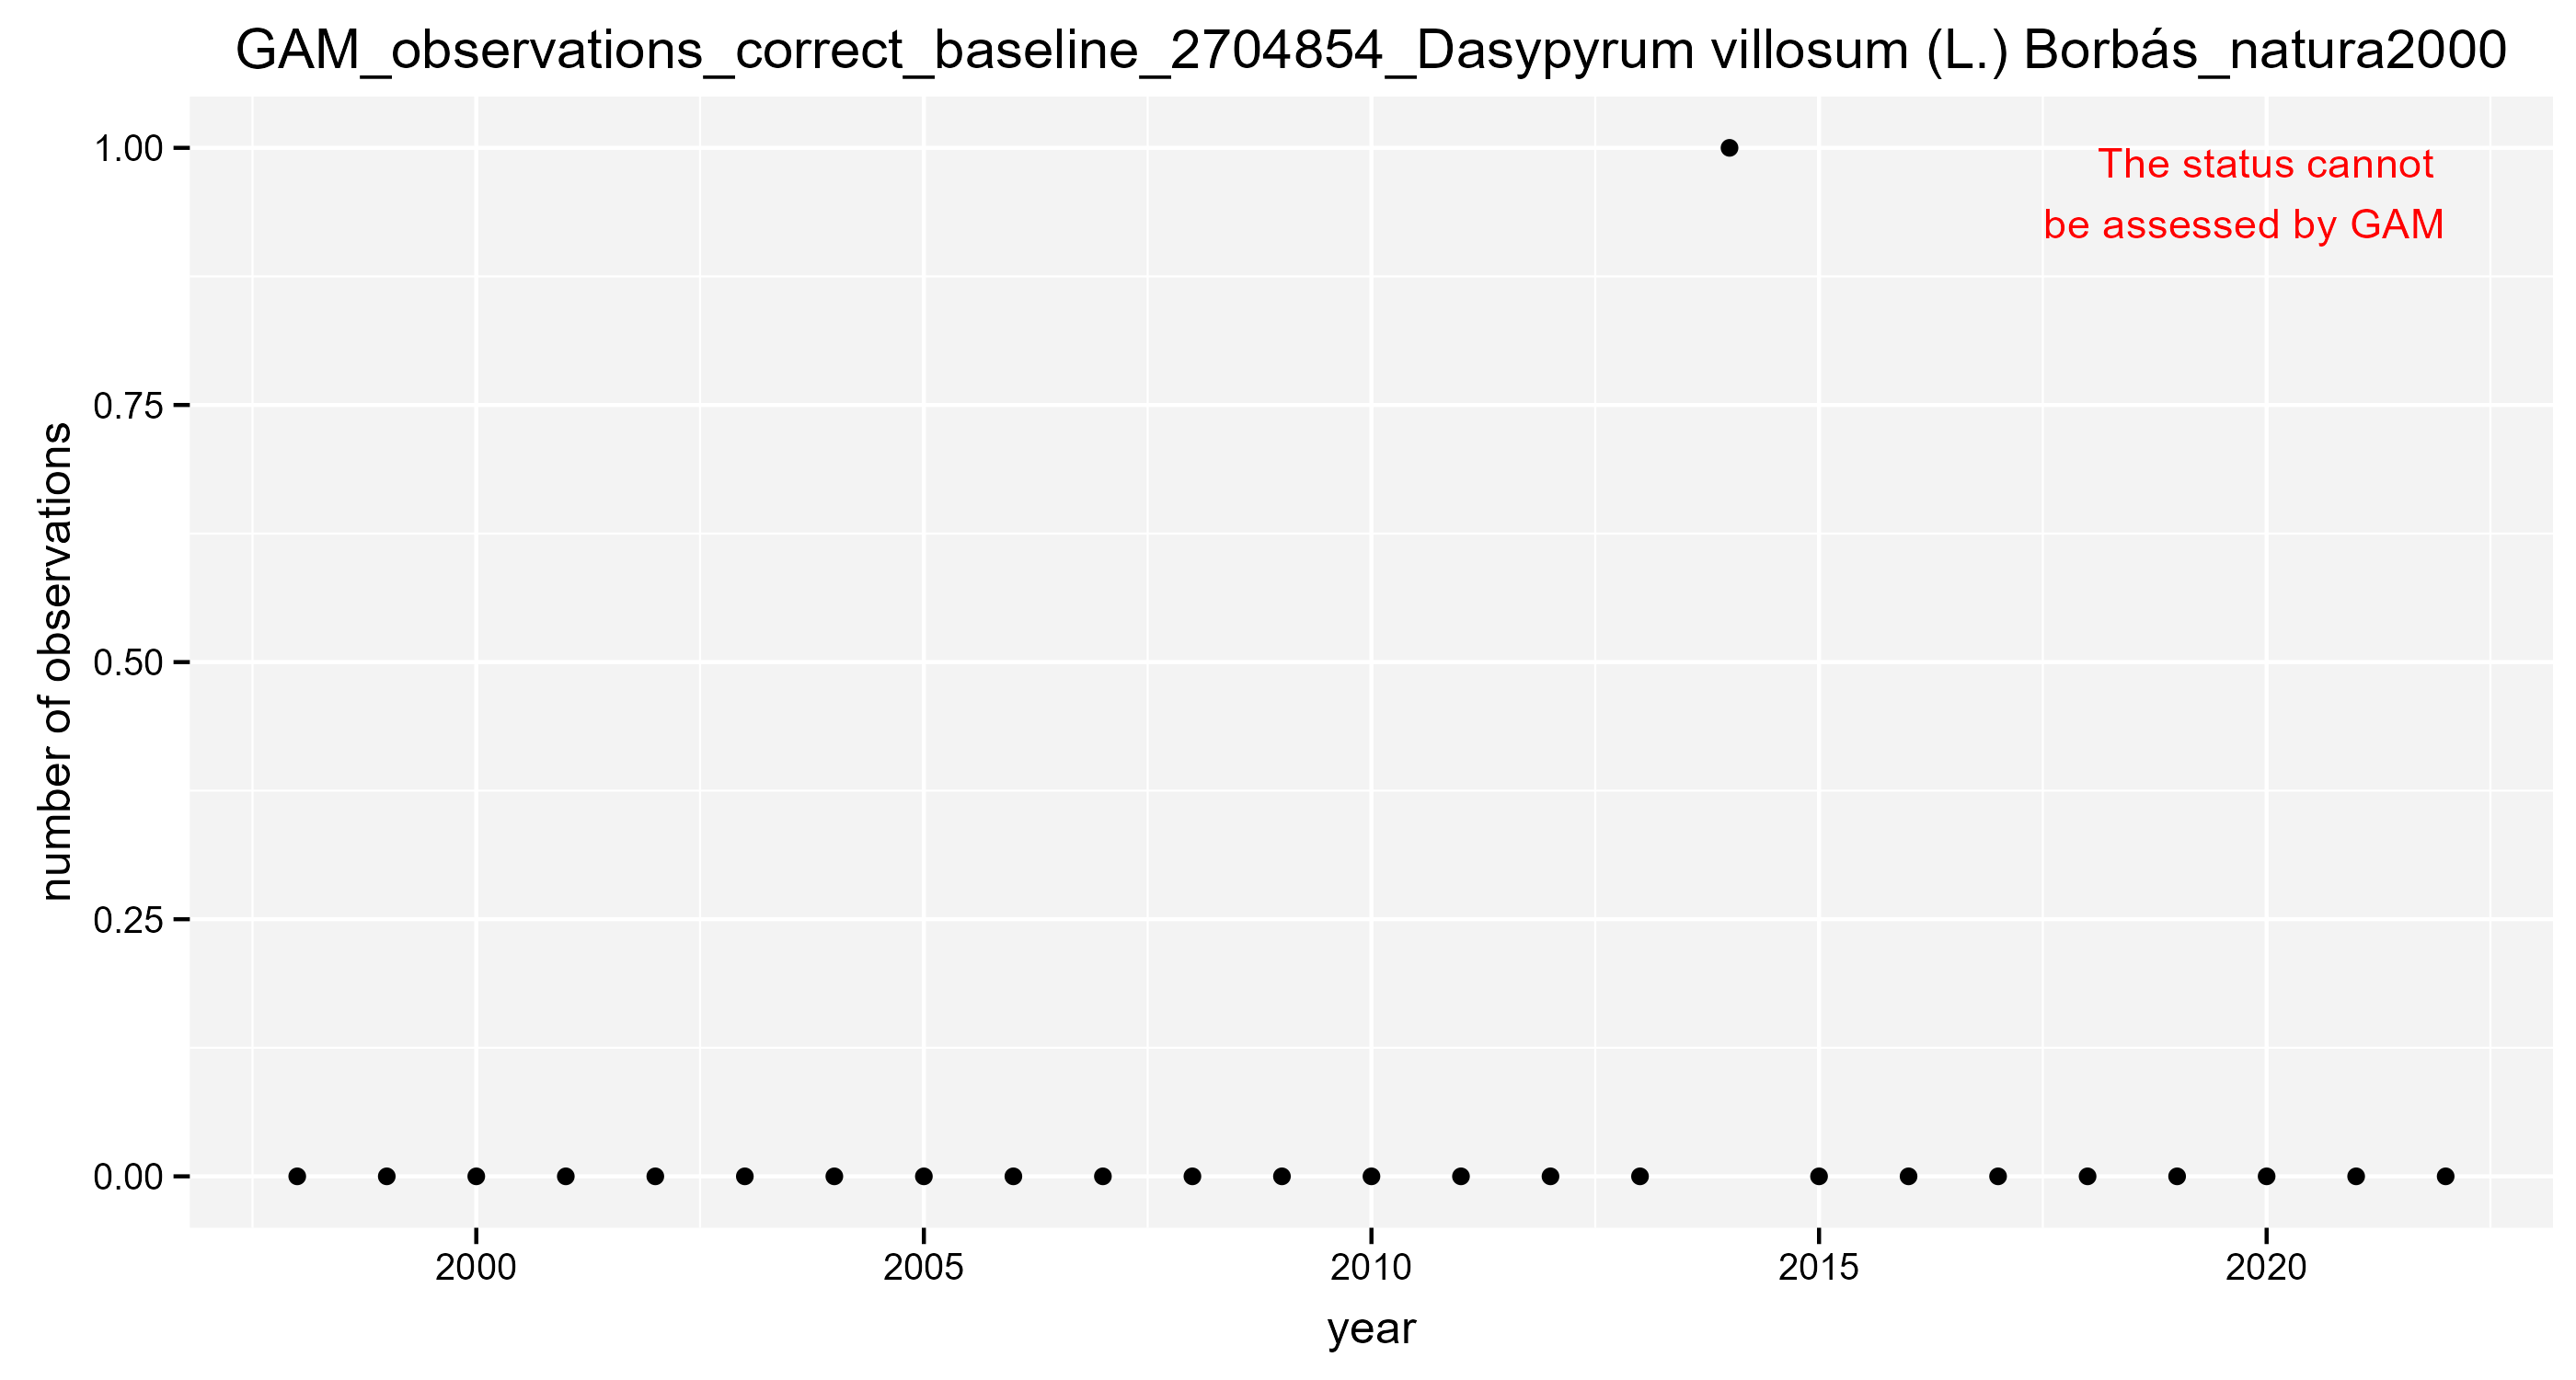 GAM_observations_correct_baseline_2704854_Dasypyrum villosum (L.) Borbás_natura2000
The status cannot
be assessed by GAM
1.00
0.75
0.50
0.25
0.00
number of observations
2000
2005
2010
2015
2020
year